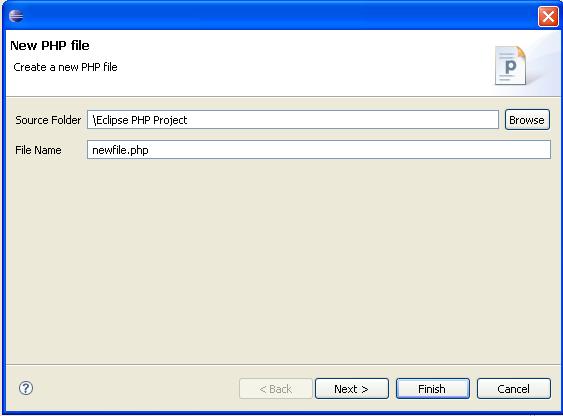 New PHP file
Create a new PHP file
Source Folder \Eclipse PHP Project Browse
File Name newfile.php
? < Back Next > Finish Cancel